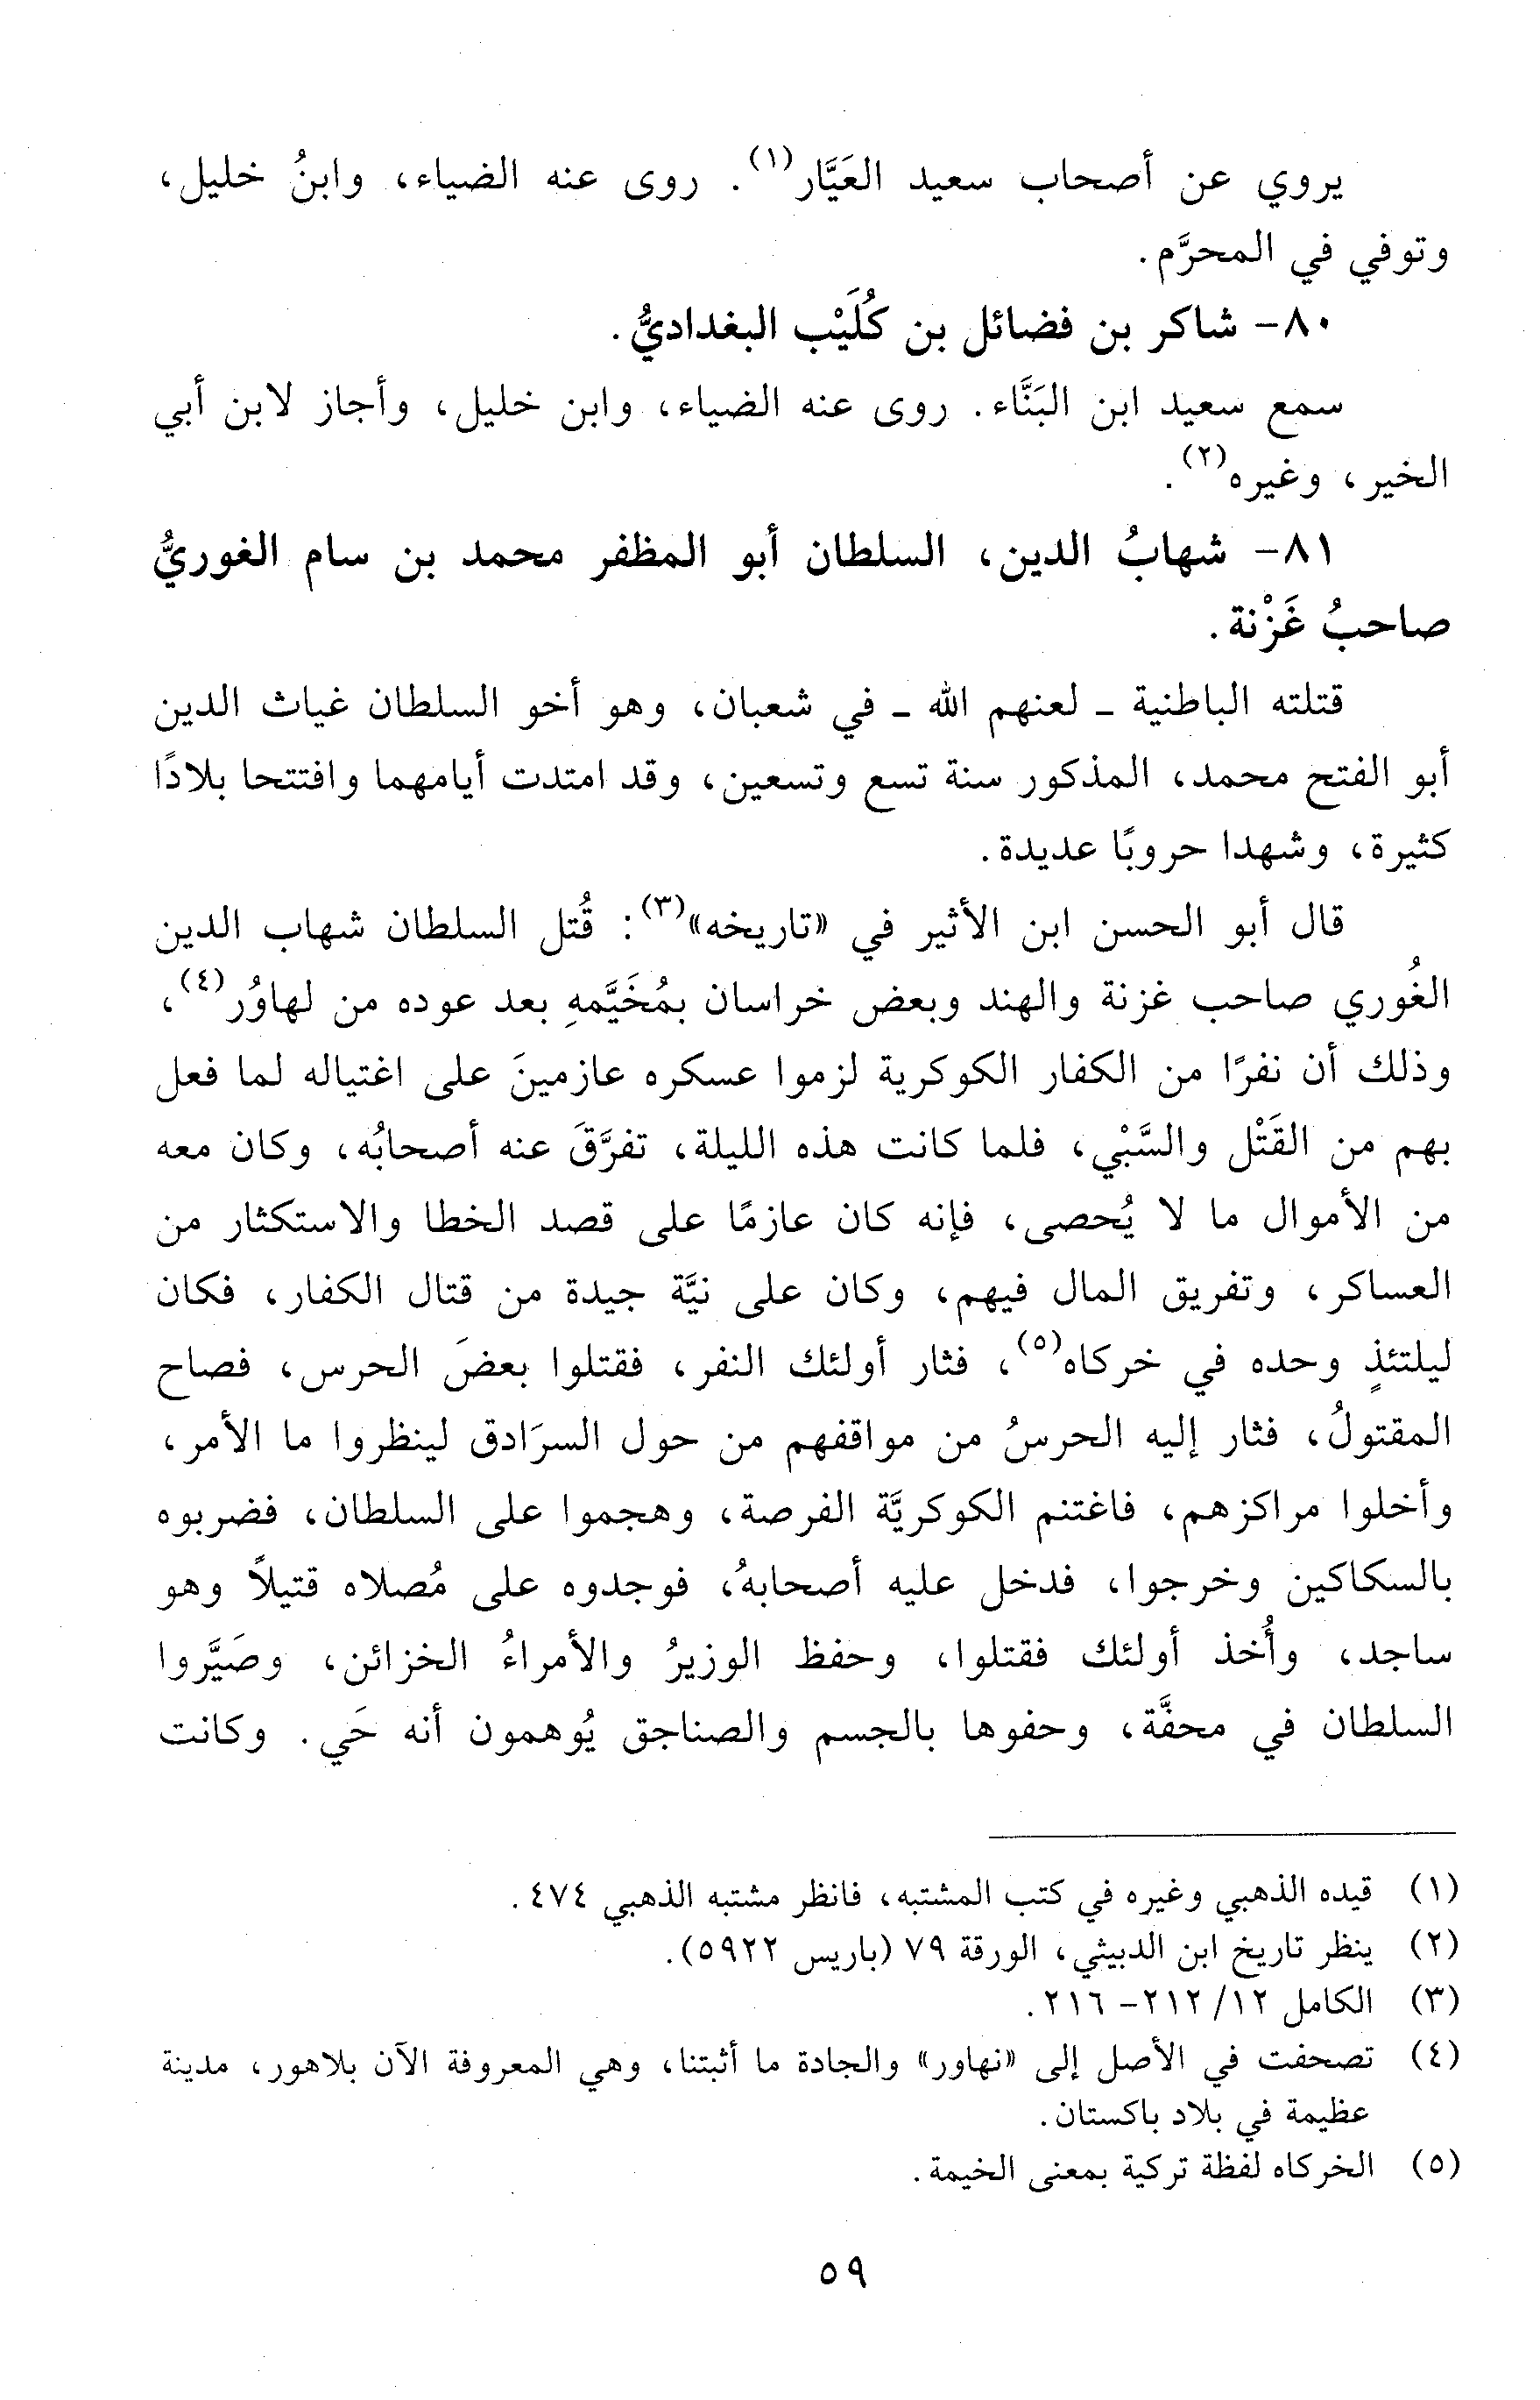 يروي عن أصحاب سعيد العَيَّار(١). روى عنه الضياء، وابنُ خليل،
وتوفي في المحرَّم.
٨٠- شاكر بن فضائل بن كُلَيْب البغداديُّ.
سمع سعيد ابن البَنَّاء. روى عنه الضياء، وابن خليل، وأجاز لابن أبي
الخير، وغيره(٢).
٨١- شهابُ الدين، السلطان أبو المظفر محمد بن سام الغوريُّ
صاحبُ غَزْنة.
قتلته الباطنية ـ لعنهم الله ـ في شعبان، وهو أخو السلطان غياث الدين
أبو الفتح محمد، المذكور سنة تسع وتسعين، وقد امتدت أيامهما وافتتحا بلادًا
كثيرة، وشهدا حروبًا عديدة.
قال أبو الحسن ابن الأثير في «تاريخه»(٣): قُتل السلطان شهاب الدين
الغُوري صاحب غزنة والهند وبعض خراسان بمُخَيَّمهِ بعد عوده من لهاوُر(٤)،
وذلك أن نفرًا من الكفار الكوكرية لزموا عسكره عازمينَ على اغتياله لما فعل
بهم من القَتْل والسَّبْي، فلما كانت هذه الليلة، تفرَّقَ عنه أصحابُه، وكان معه
من الأموال ما لا يُحصى، فإنه كان عازمًا على قصد الخطا والاستكثار من
العساكر، وتفريق المال فيهم، وكان على نيَّة جيدة من قتال الكفار، فكان
ليلتئذٍ وحده في خركاه(٥)، فثار أولئك النفر، فقتلوا بعضَ الحرس، فصاح
المقتولُ، فثار إليه الحرسُ من مواقفهم من حول السرَادق لينظروا ما الأمر،
وأخلوا مراكزهم، فاغتنم الكوكريَّة الفرصة، وهجموا على السلطان، فضربوه
بالسكاكين وخرجوا، فدخل عليه أصحابهُ، فوجدوه على مُصلاه قتيلاً وهو
ساجد، وأُخذ أولئك فقتلوا، وحفظ الوزيرُ والأمراءُ الخزائن، وصَيَّروا
السلطان في محفَّة، وحفوها بالجسم والصناجق يُوهمون أنه حَي. وكانت
(١) قيده الذهبي وغيره في كتب المشتبه، فانظر مشتبه الذهبي ٤٧٤.
(٢) ينظر تاريخ ابن الدبيثي، الورقة ٧٩ (باريس ٥٩٢٢).
(٣) الكامل ١٢/ ٢١٢- ٢١٦.
(٤) تصحفت في الأصل إلى «نهاور» والجادة ما أثبتنا، وهي المعروفة الآن بلاهور، مدينة
عظيمة في بلاد باكستان.
(٥) الخركاه لفظة تركية بمعنى الخيمة.
٥٩